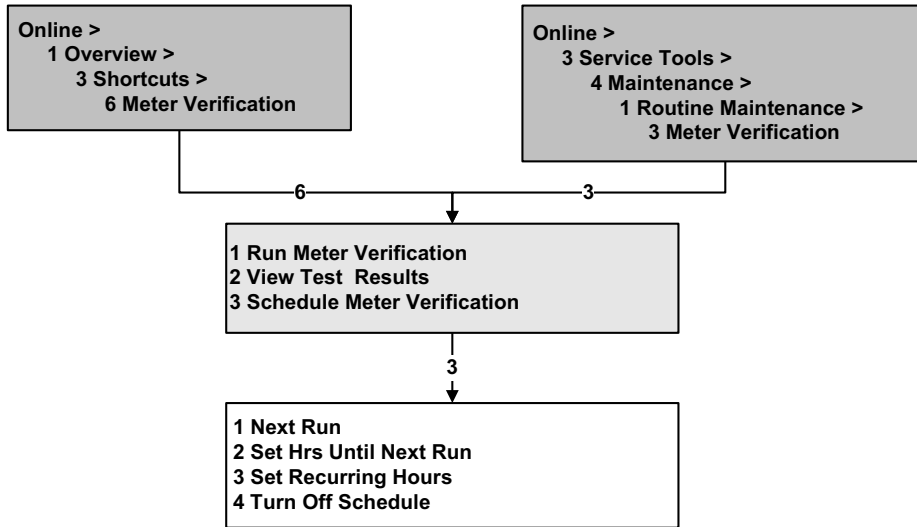 Online >
1 Overview >
3 Shortcuts >
6 Meter Verification
Online >
3 Service Tools >
4 Maintenance >
1 Routine Maintenance >
3 Meter Verification
6
3
1 Run Meter Verification
2 View Test Results
3 Schedule Meter Verification
3
1 Next Run
2 Set Hrs Until Next Run
3 Set Recurring Hours
4 Turn Off Schedule